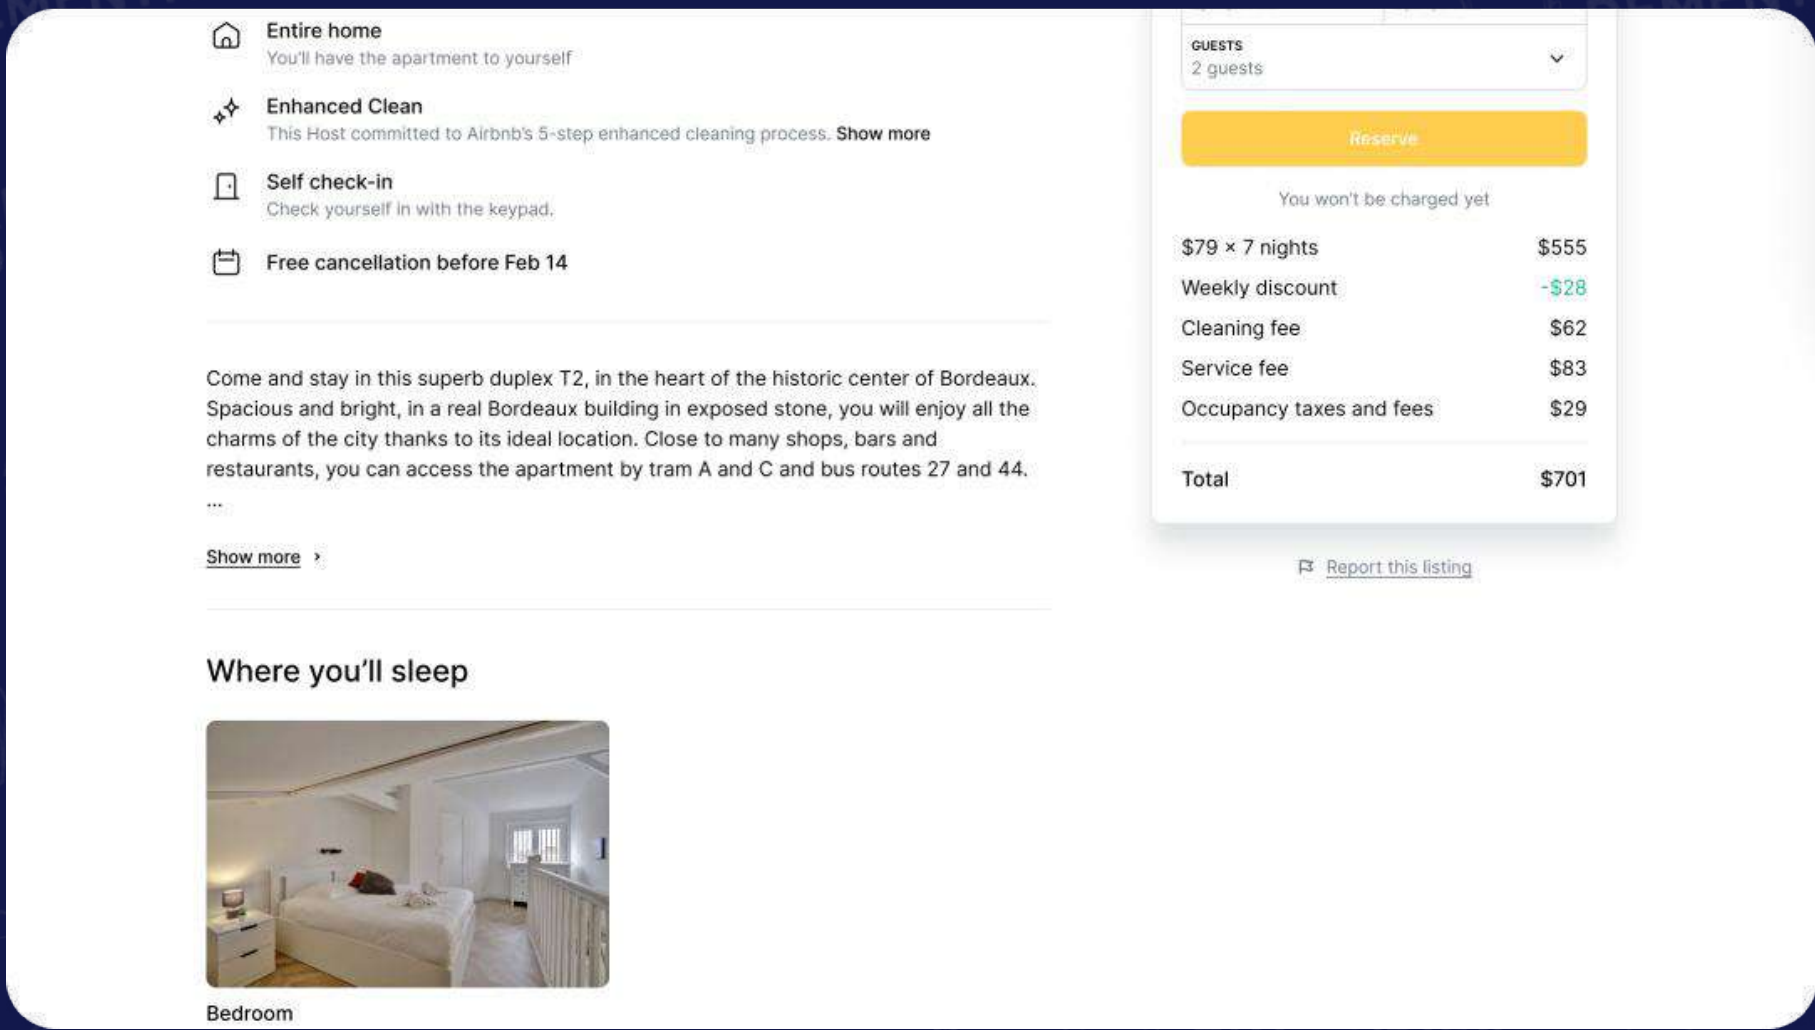 Entire home
You'll have the apartment to yourself
Enhanced Clean
This Host committed to Airbnb's 5-step enhanced cleaning process. Show more
Self check-in
Check yourself in with the keypad.
Free cancellation before Feb 14
Come and stay in this superb duplex T2, in the heart of the historic center of Bordeaux.
Spacious and bright, in a real Bordeaux building in exposed stone, you will enjoy all the
charms of the city thanks to its ideal location. Close to many shops, bars and
restaurants, you can access the apartment by tram A and C and bus routes 27 and 44.
...
Show more ›
Where you'll sleep
Bedroom
GUESTS
2 guests
Reserve
You won't be charged yet
$79 × 7 nights $555
Weekly discount -$28
Cleaning fee $62
Service fee $83
Occupancy taxes and fees $29
Total $701
Report this listing